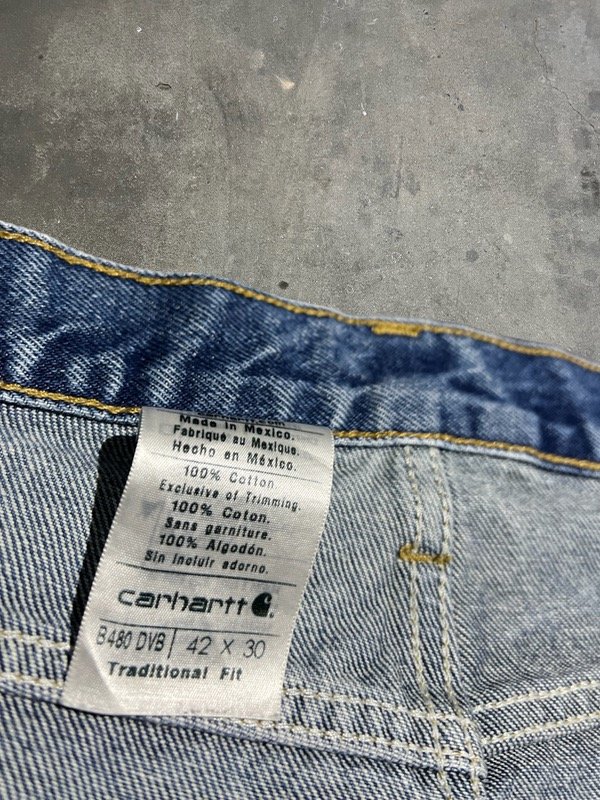 Made in Mexico.
Fabriqué au Mexique.
Hecho en México.
100% Cotton
Exclusive of Trimming.
100% Coton.
Sans garniture.
100% Algodón.
Sin incluir adorno.
carhartt
B480 DVB 42 X 30
Traditional Fit